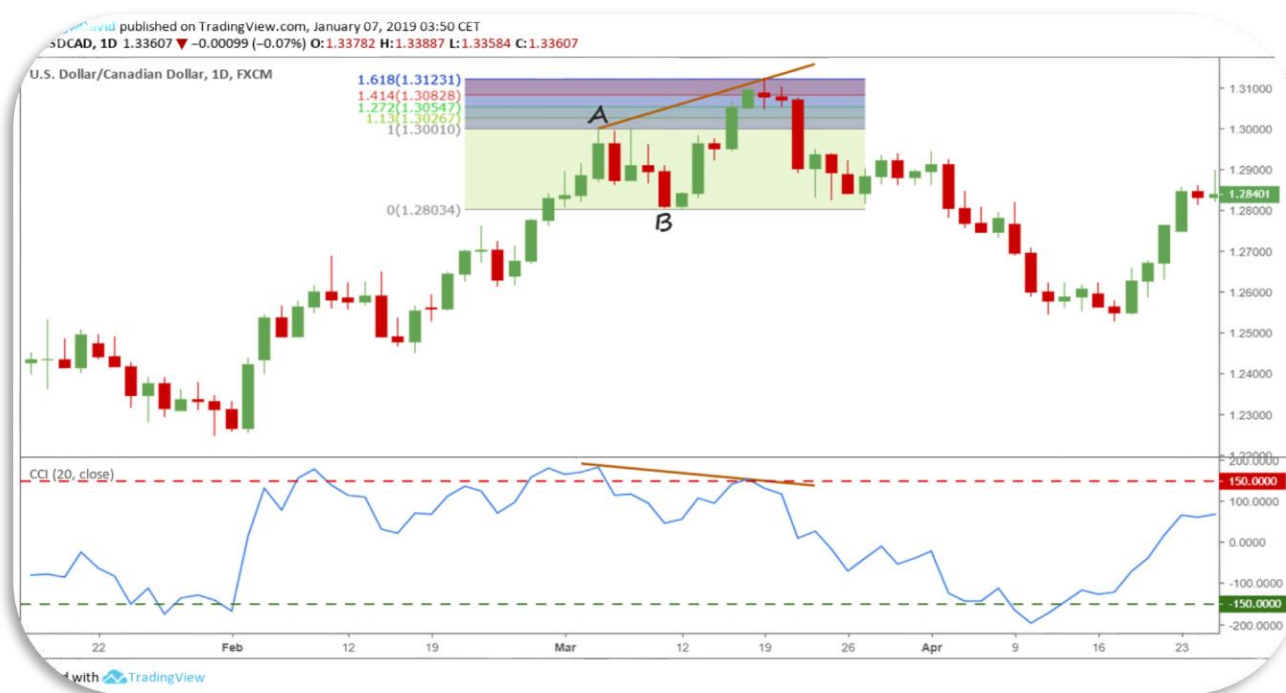 published on TradingView.com, January 07, 2019 03:50 CET
SDCAD, 1D 1.33607 ▼ −0.00099 (−0.07%) O:1.33782 H:1.33887 L:1.33584 C:1.33607
U.S. Dollar/Canadian Dollar, 1D, FXCM
1.618(1.31231)
1.414(1.30828)
1.272(1.30547)
1.13(1.30267)
1(1.30010)
0(1.28034)
A
B
1.31000
1.30000
1.29000
1.28401
1.28000
1.27000
1.26000
1.25000
1.24000
1.23000
CCI (20, close)
200.0000
150.0000
100.0000
0.0000
-100.0000
-150.0000
-200.0000
22 Feb 12 19 Mar 12 19 26 Apr 9 16 23
with TradingView